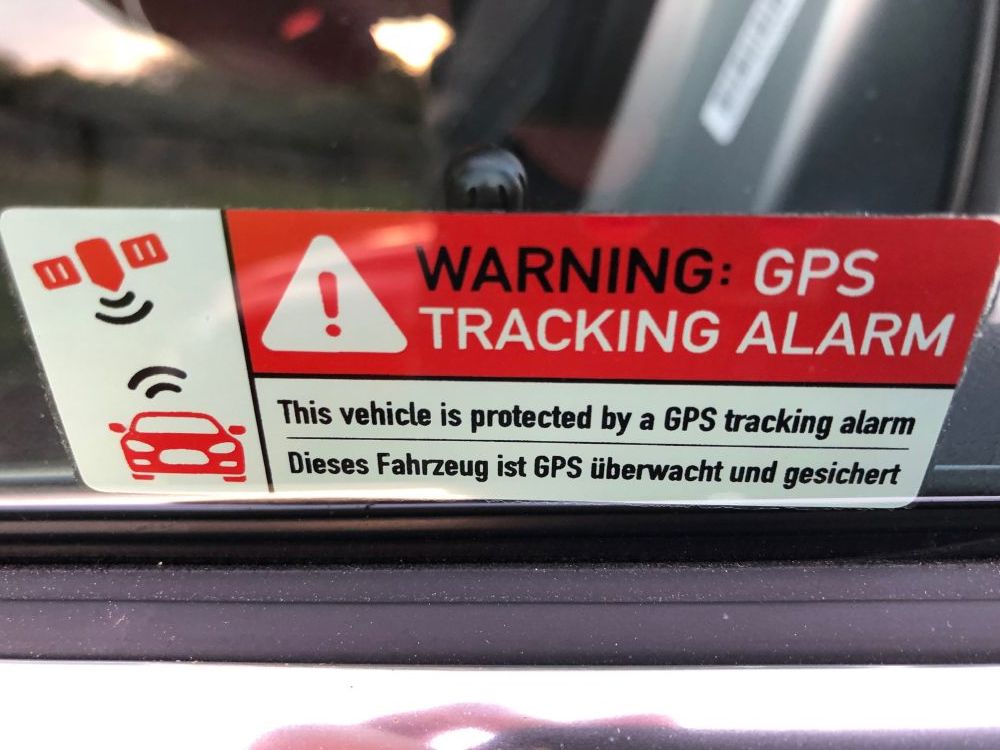 WARNING: GPS
TRACKING ALARM
This vehicle is protected by a GPS tracking alarm
Dieses Fahrzeug ist GPS überwacht und gesichert